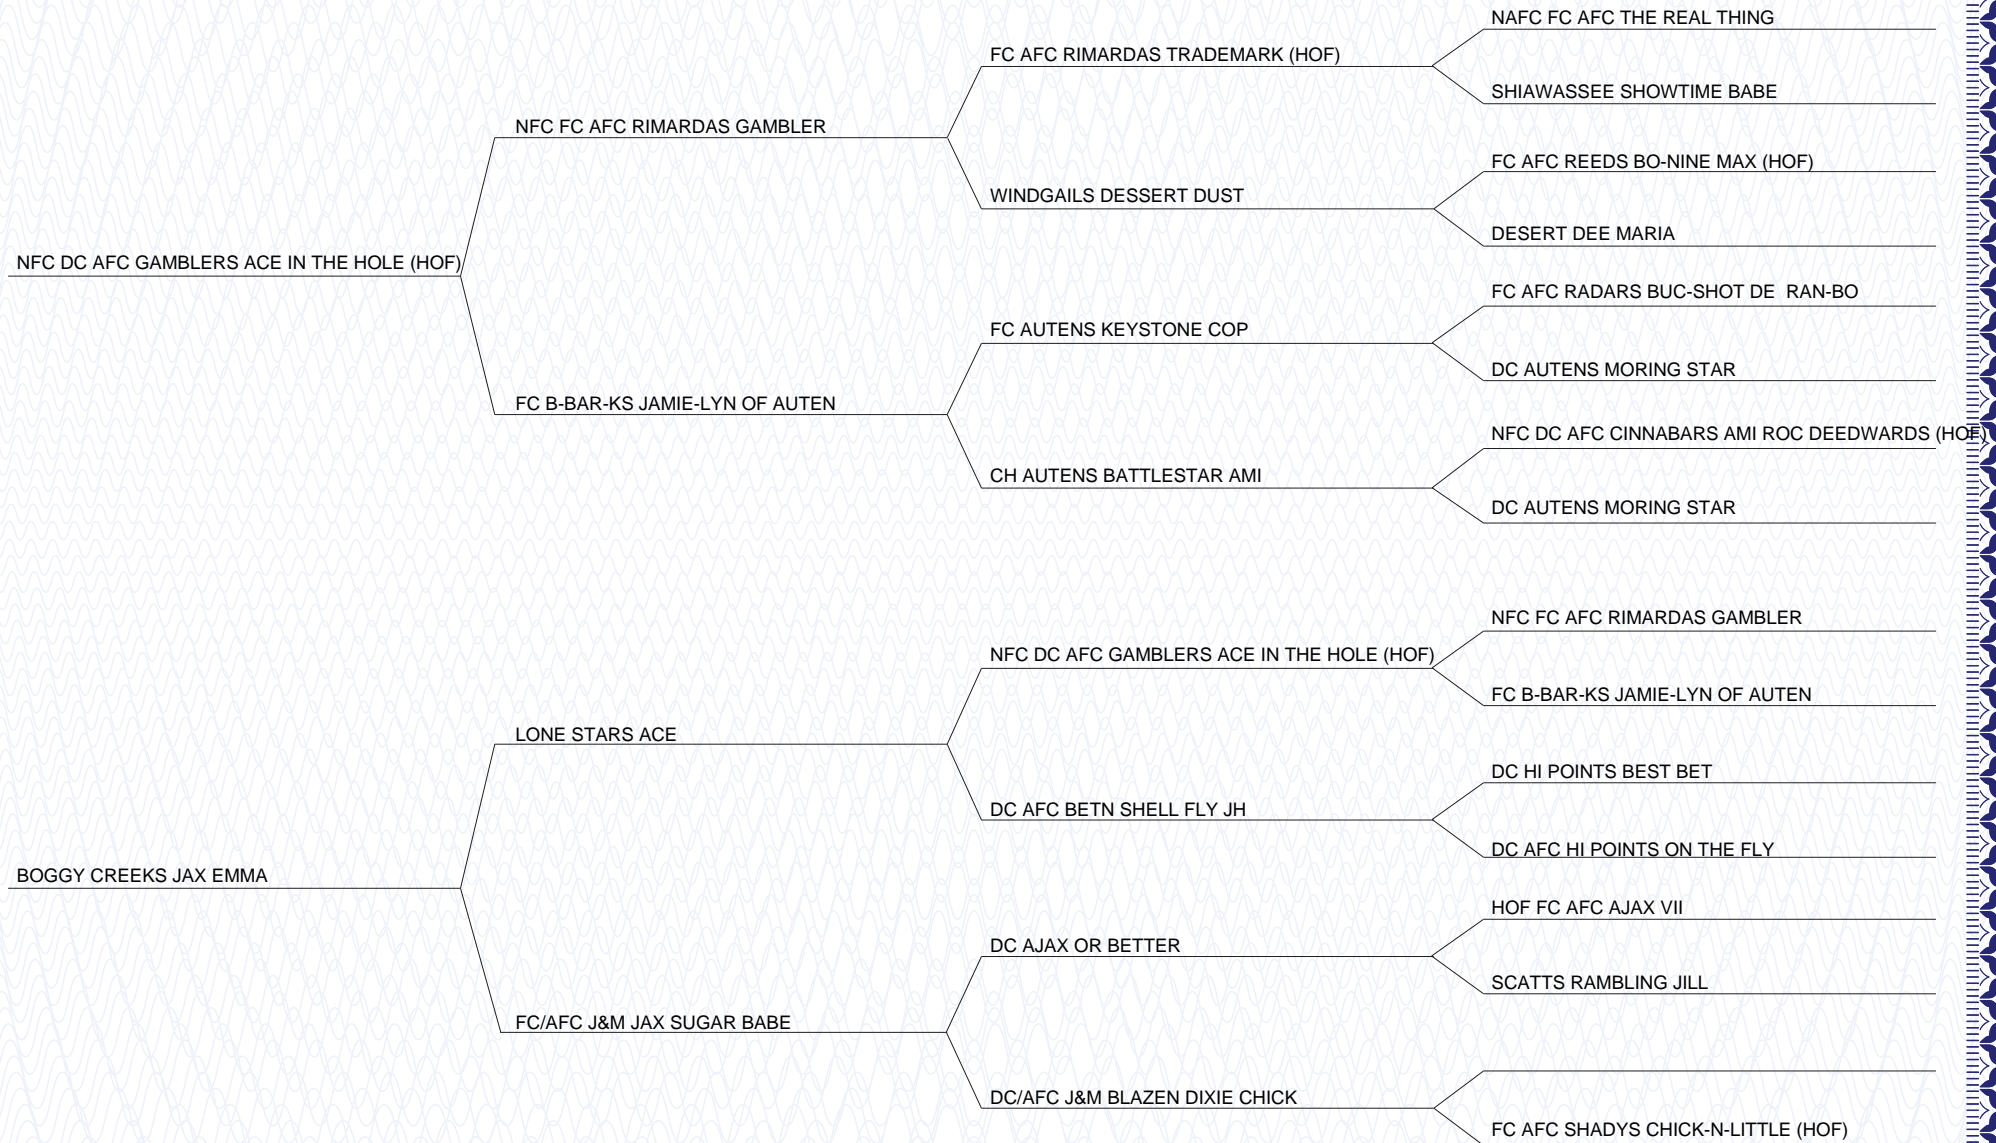 NAFC FC AFC THE REAL THING
FC AFC RIMARDAS TRADEMARK (HOF)
SHIAWASSEE SHOWTIME BABE
NFC FC AFC RIMARDAS GAMBLER
FC AFC REEDS BO-NINE MAX (HOF)
WINDGAILS DESSERT DUST
DESERT DEE MARIA
NFC DC AFC GAMBLERS ACE IN THE HOLE (HOF)
FC AFC RADARS BUC-SHOT DE  RAN-BO
FC AUTENS KEYSTONE COP
DC AUTENS MORING STAR
FC B-BAR-KS JAMIE-LYN OF AUTEN
NFC DC AFC CINNABARS AMI ROC DEEDWARDS (HOF)
CH AUTENS BATTLESTAR AMI
DC AUTENS MORING STAR
NFC FC AFC RIMARDAS GAMBLER
NFC DC AFC GAMBLERS ACE IN THE HOLE (HOF)
FC B-BAR-KS JAMIE-LYN OF AUTEN
LONE STARS ACE
DC HI POINTS BEST BET
DC AFC BETN SHELL FLY JH
DC AFC HI POINTS ON THE FLY
BOGGY CREEKS JAX EMMA
HOF FC AFC AJAX VII
DC AJAX OR BETTER
SCATTS RAMBLING JILL
FC/AFC J&M JAX SUGAR BABE
DC/AFC J&M BLAZEN DIXIE CHICK
FC AFC SHADYS CHICK-N-LITTLE (HOF)